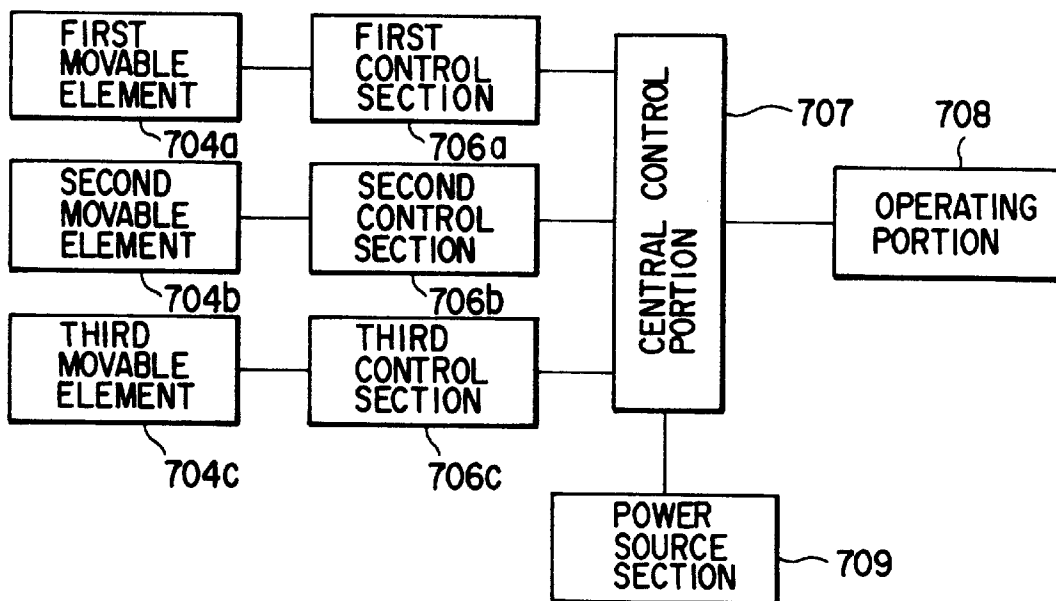 FIRST
MOVABLE
ELEMENT
704a
FIRST
CONTROL
SECTION
706a
SECOND
MOVABLE
ELEMENT
704b
SECOND
CONTROL
SECTION
706b
THIRD
MOVABLE
ELEMENT
704c
THIRD
CONTROL
SECTION
706c
CENTRAL CONTROL
PORTION
707
708
OPERATING
PORTION
POWER
SOURCE
SECTION
709